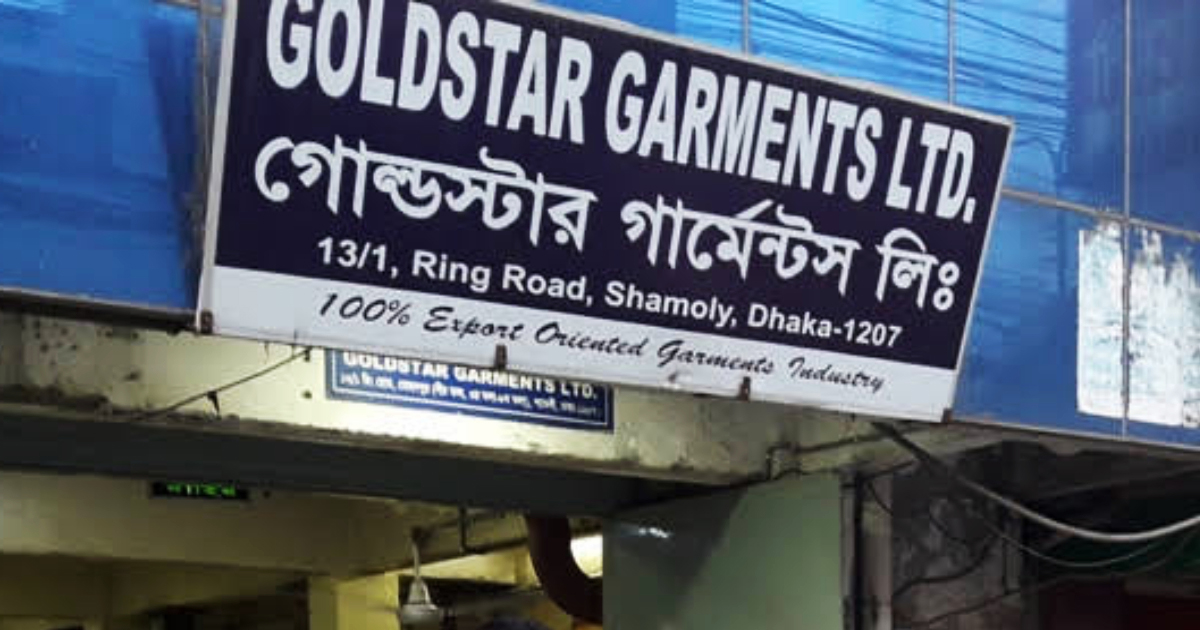 GOLDSTAR GARMENTS LTD.
গোল্ডস্টার গার্মেন্টস লিঃ
13/1, Ring Road, Shamoly, Dhaka-1207
100% Export Oriented Garments Industry
GOLDSTAR GARMENTS LTD.